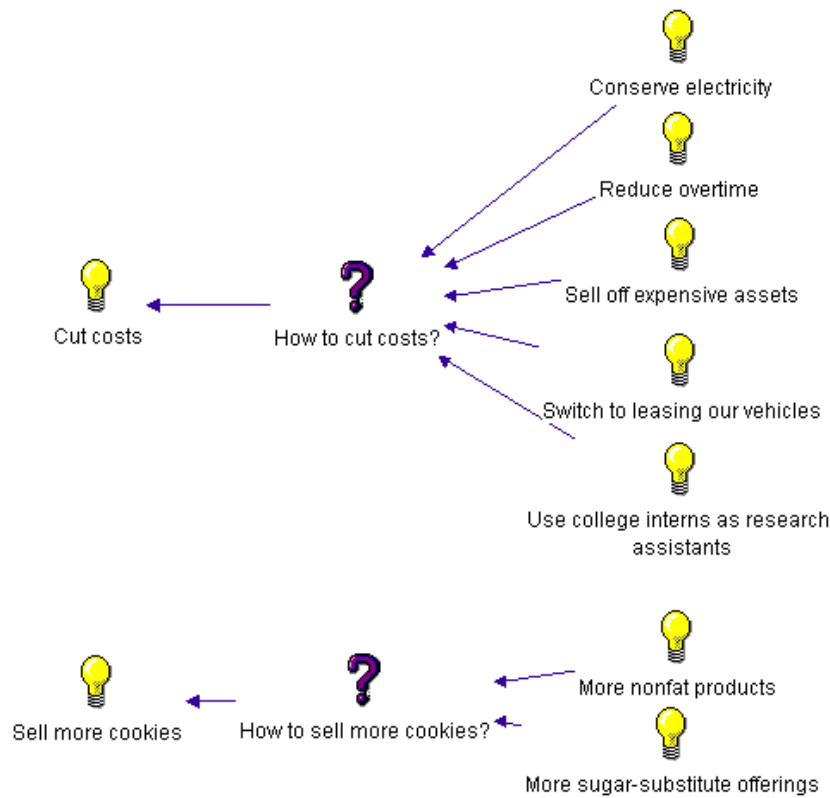 Conserve electricity
Reduce overtime
Sell off expensive assets
Cut costs
How to cut costs?
Switch to leasing our vehicles
Use college interns as research
assistants
More nonfat products
Sell more cookies
How to sell more cookies?
More sugar-substitute offerings